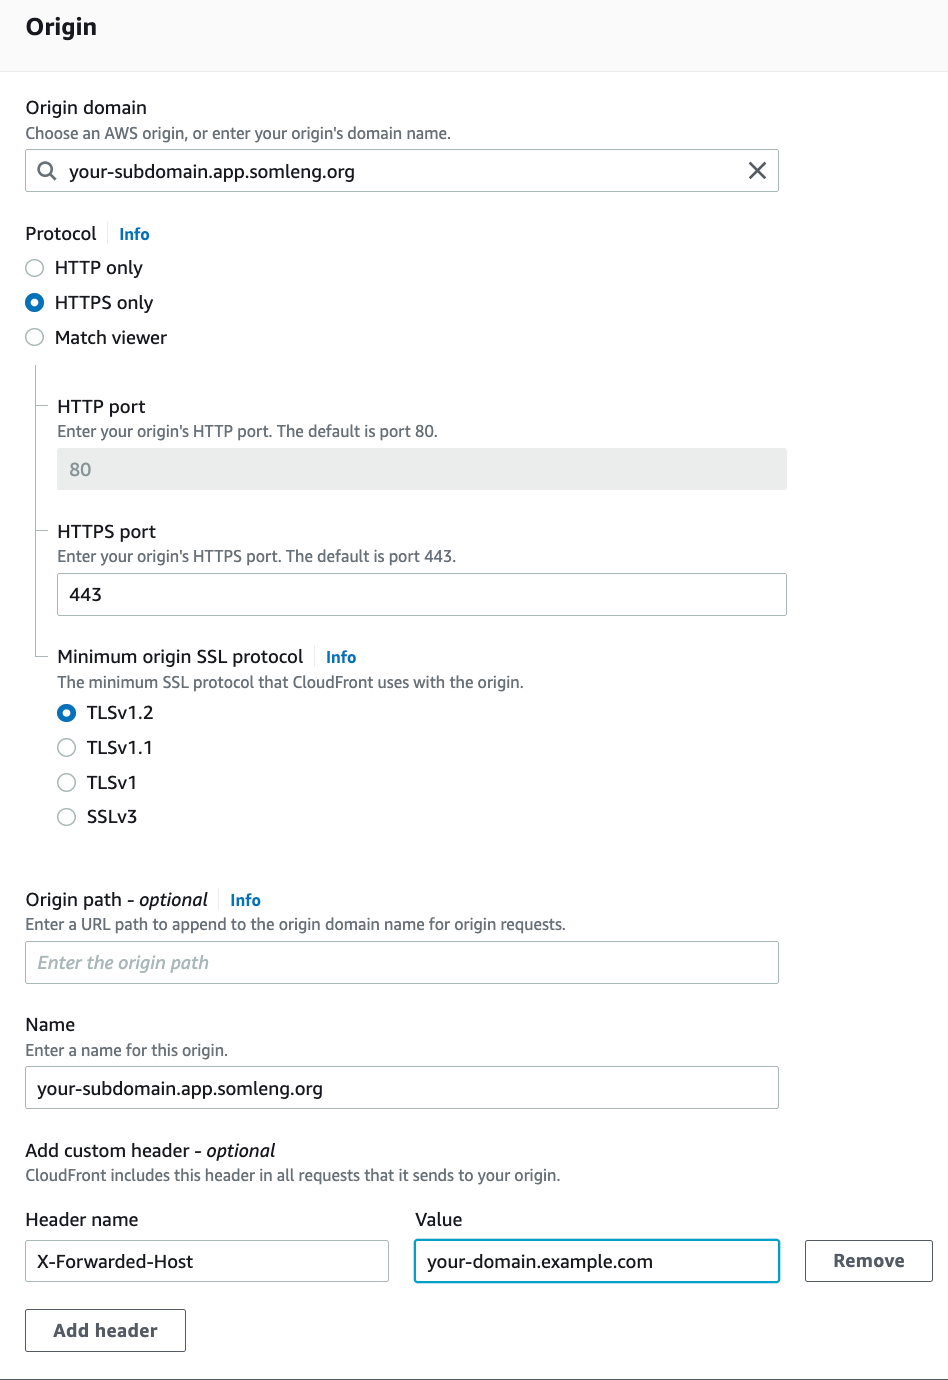 Origin
Origin domain
Choose an AWS origin, or enter your origin's domain name.
your-subdomain.app.somleng.org
Protocol Info
HTTP only
HTTPS only
Match viewer
HTTP port
Enter your origin's HTTP port. The default is port 80.
80
HTTPS port
Enter your origin's HTTPS port. The default is port 443.
443
Minimum origin SSL protocol Info
The minimum SSL protocol that CloudFront uses with the origin.
TLSv1.2
TLSv1.1
TLSv1
SSLv3
Origin path - optional Info
Enter a URL path to append to the origin domain name for origin requests.
Enter the origin path
Name
Enter a name for this origin.
your-subdomain.app.somleng.org
Add custom header - optional
CloudFront includes this header in all requests that it sends to your origin.
Header name Value
X-Forwarded-Host your-domain.example.com Remove
Add header